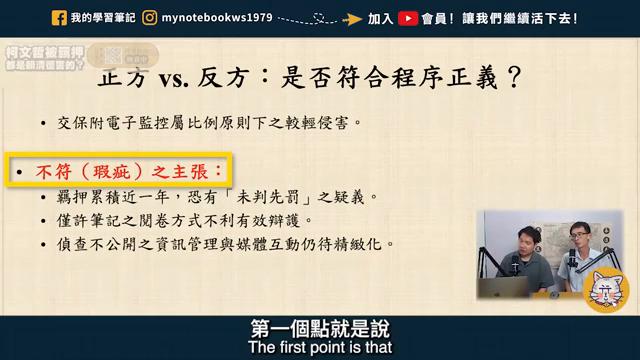 我的學習筆記 mynotebookws1979 加入 會員！讓我們繼續活下去！
柯文哲被羈押
都是賴清德害的？
正方 vs. 反方：是否符合程序正義？
• 交保附電子監控屬比例原則下之較輕侵害。
• 不符（瑕疵）之主張：
• 羈押累積近一年，恐有「未判先罰」之疑義。
• 僅許筆記之閱卷方式不利有效辯護。
• 偵查不公開之資訊管理與媒體互動仍待精緻化。
第一個點就是說
The first point is that